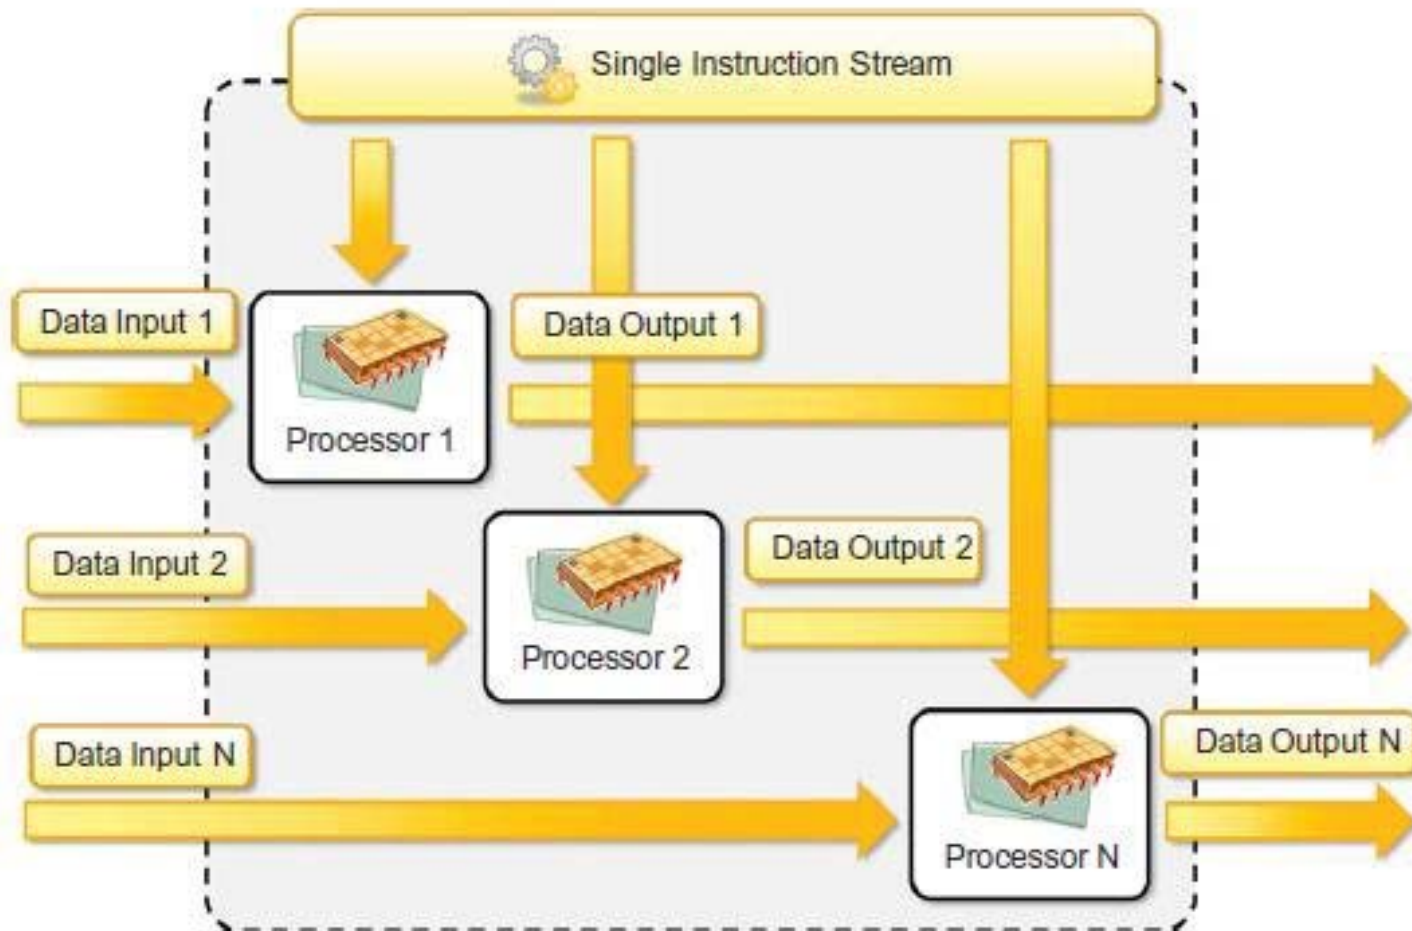 Single Instruction Stream
Data Input 1
Data Output 1
Processor 1
Data Input 2
Data Output 2
Processor 2
Data Input N
Data Output N
Processor N